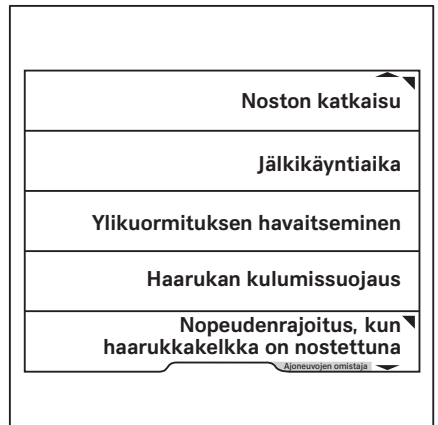 Noston katkaisu
Jälkikäyntiaika
Ylikuormituksen havaitseminen
Haarukan kulumissuojaus
Nopeudenrajoitus, kun
haarukkakelkka on nostettuna
Ajoneuvojen omistaja